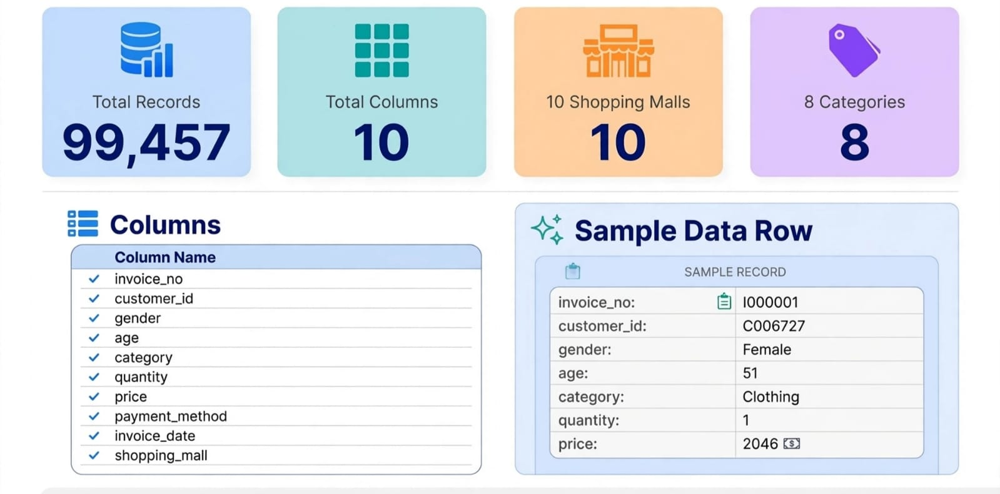 Total Records
99,457
Total Columns
10
10 Shopping Malls
10
8 Categories
8
Columns
Column Name
invoice_no
customer_id
gender
age
category
quantity
price
payment_method
invoice_date
shopping_mall
Sample Data Row
SAMPLE RECORD
invoice_no: I000001
customer_id: C006727
gender: Female
age: 51
category: Clothing
quantity: 1
price: 2046 $